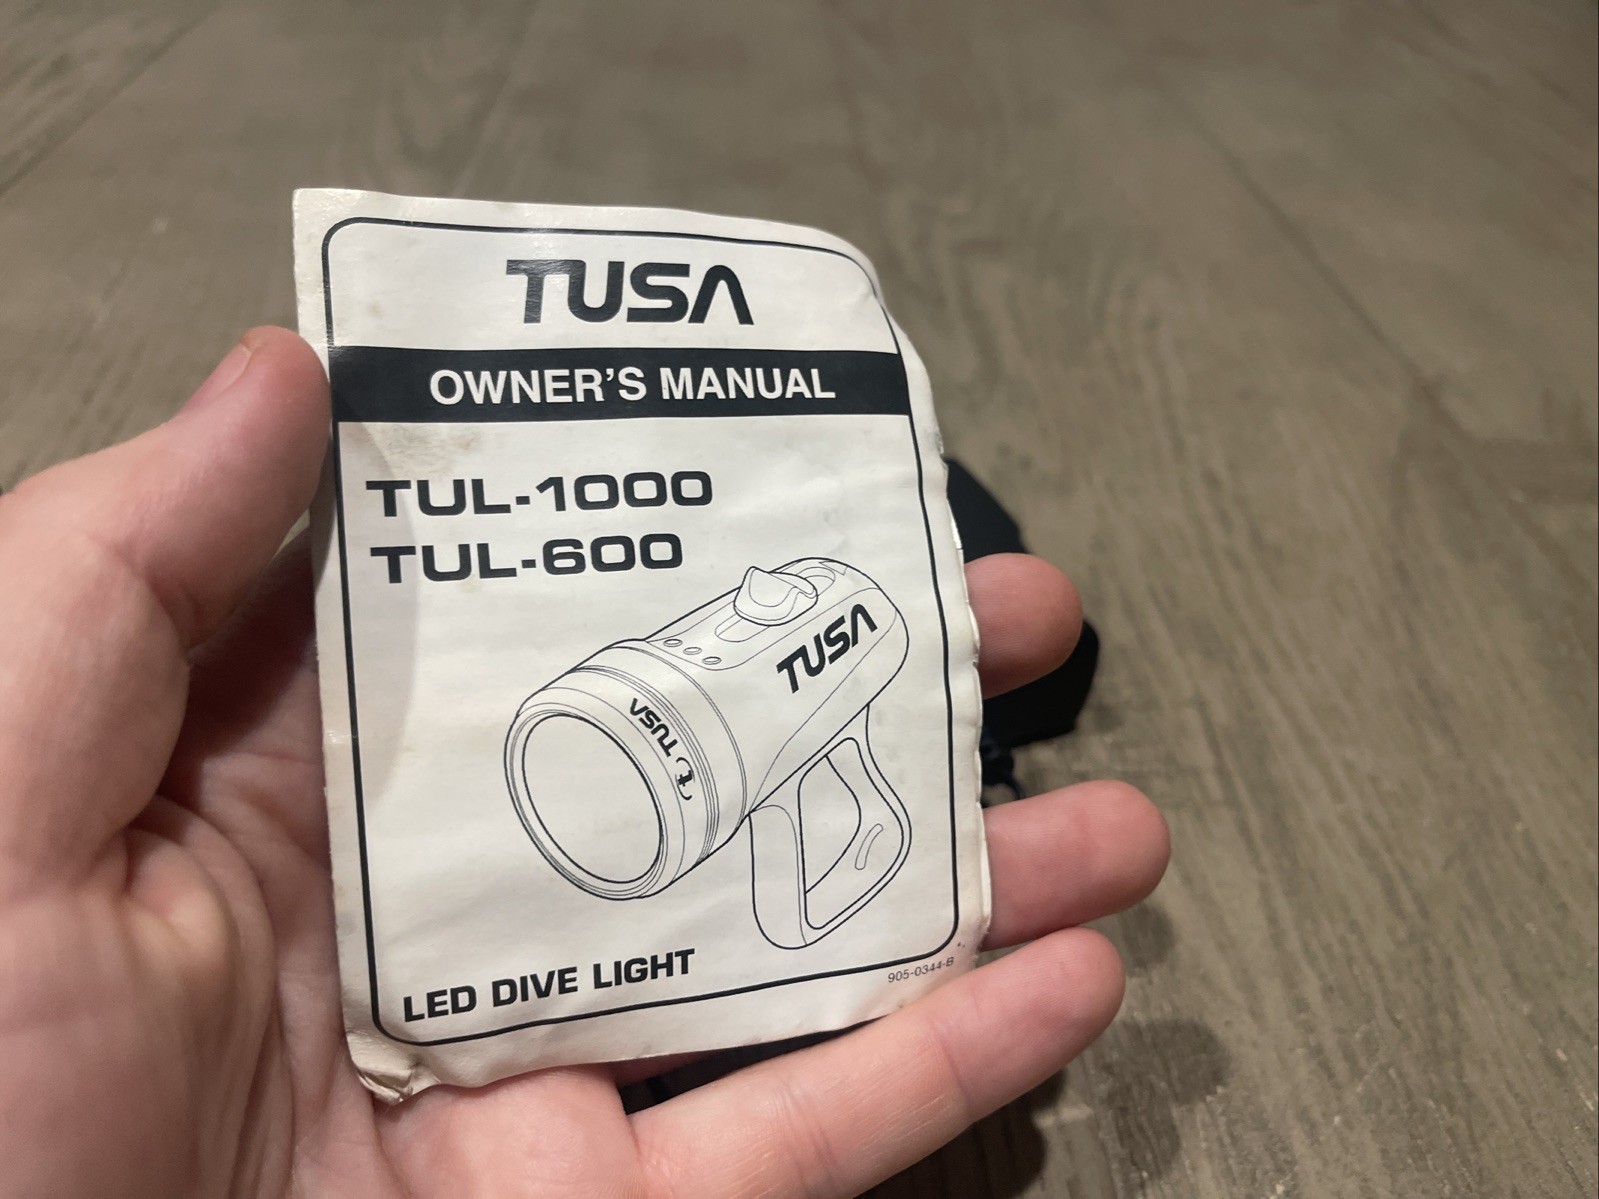 TUSA
OWNER'S MANUAL
TUL-1000
TUL-600
TUSA
TUSA
LED DIVE LIGHT
905-0344-B